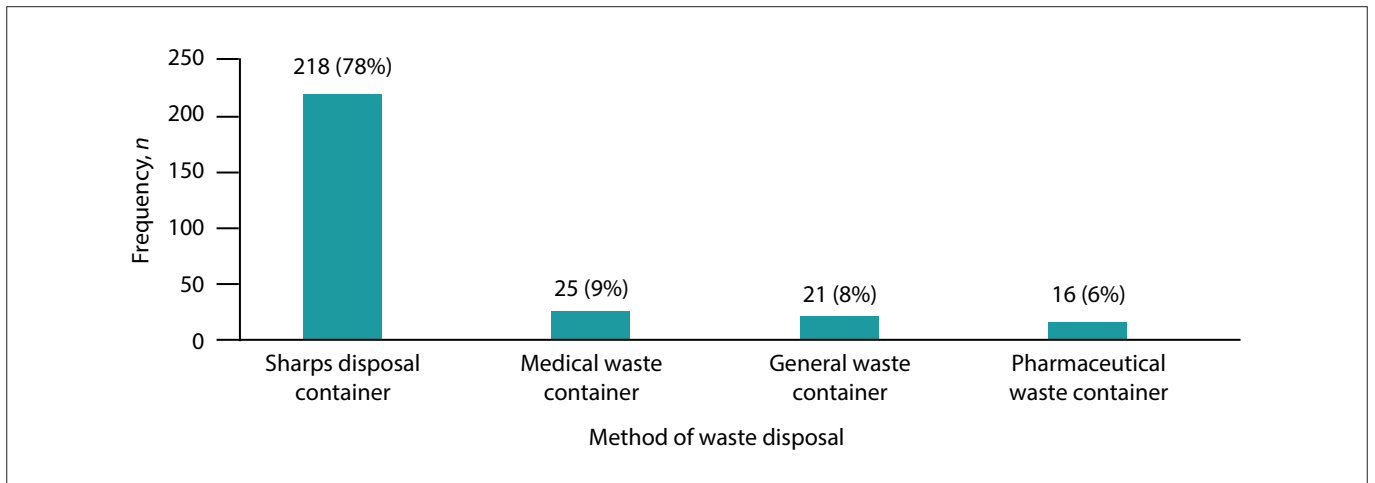 250
200
150
100
50
0
Frequency, n
218 (78%)
25 (9%)
21 (8%)
16 (6%)
Sharps disposal
container
Medical waste
container
General waste
container
Pharmaceutical
waste container
Method of waste disposal